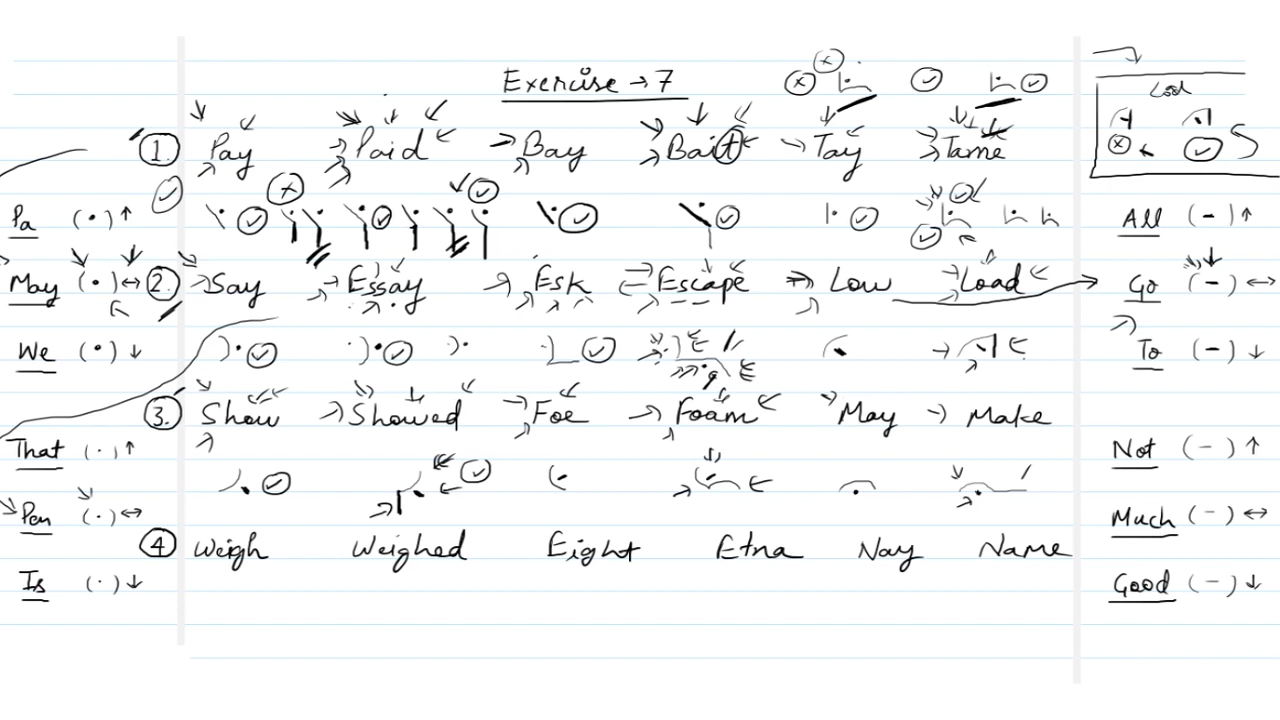 Exercise → 7
Load
1. Pay Paid Bay Bait Tay Tame
Pa (·) ↑
All (-) ↑
May (·) ↔ 2. Say Essay Esk Escape Low Load
Go (-) ↔
We (·) ↓
To (-) ↓
3. Show Showed Foe Foam May Make
That (·) ↑
Not (-) ↑
Pen (·) ↔
Much (-) ↔
4 Weigh Weighed Eight Etna Nay Name
Is (·) ↓
Good (-) ↓